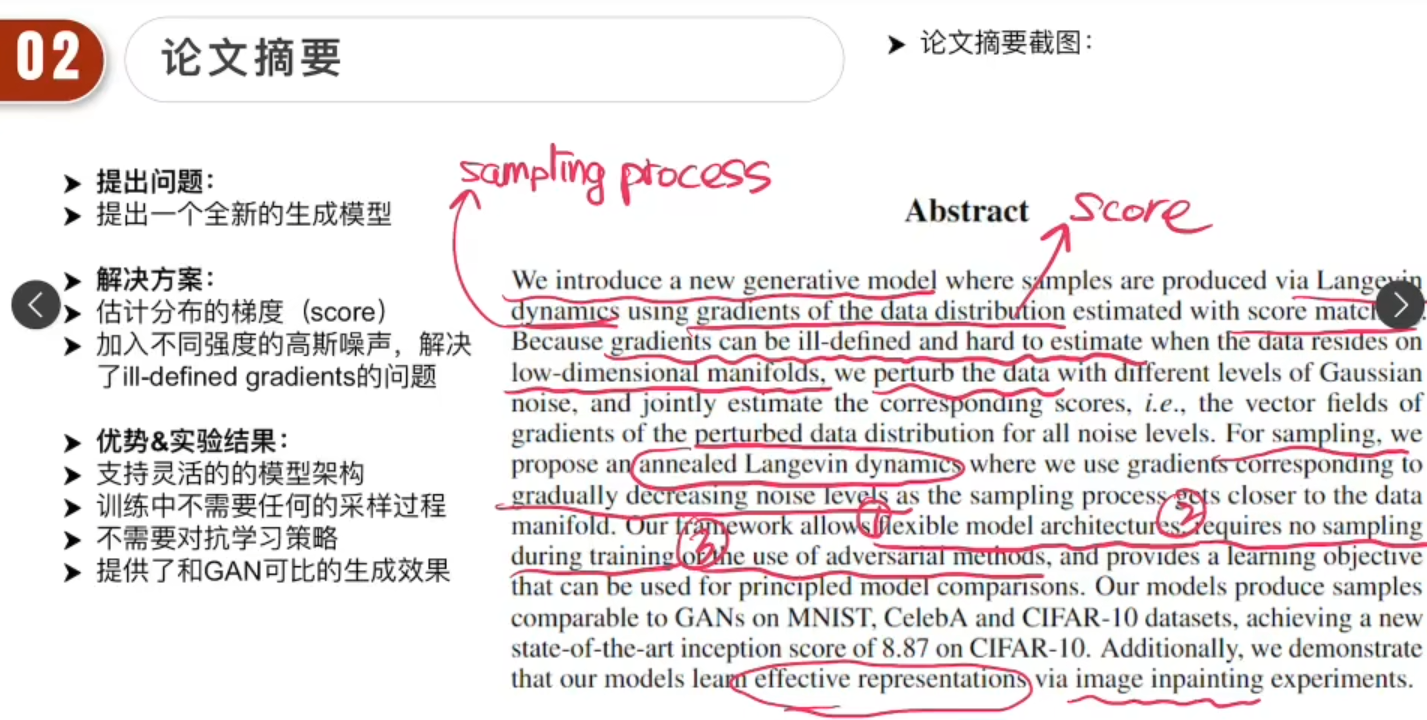 02
论文摘要
➤ 论文摘要截图：
➤ 提出问题：
➤ 提出一个全新的生成模型
➤ 解决方案：
➤ 估计分布的梯度（score）
➤ 加入不同强度的高斯噪声，解决
了ill-defined gradients的问题
➤ 优势&实验结果：
➤ 支持灵活的的模型架构
➤ 训练中不需要任何的采样过程
➤ 不需要对抗学习策略
➤ 提供了和GAN可比的生成效果
sampling process
Abstract
Score
We introduce a new generative model where samples are produced via Langevin
dynamics using gradients of the data distribution estimated with score matc
Because gradients can be ill-defined and hard to estimate when the data resides on
low-dimensional manifolds, we perturb the data with different levels of Gaussian
noise, and jointly estimate the corresponding scores, i.e., the vector fields of
gradients of the perturbed data distribution for all noise levels. For sampling, we
propose an annealed Langevin dynamics where we use gradients corresponding to
gradually decreasing noise levels as the sampling process gets closer to the data
manifold. Our framework allows ① flexible model architectures, ② requires no sampling
during training ③ or the use of adversarial methods, and provides a learning objective
that can be used for principled model comparisons. Our models produce samples
comparable to GANs on MNIST, CelebA and CIFAR-10 datasets, achieving a new
state-of-the-art inception score of 8.87 on CIFAR-10. Additionally, we demonstrate
that our models learn effective representations via image inpainting experiments.